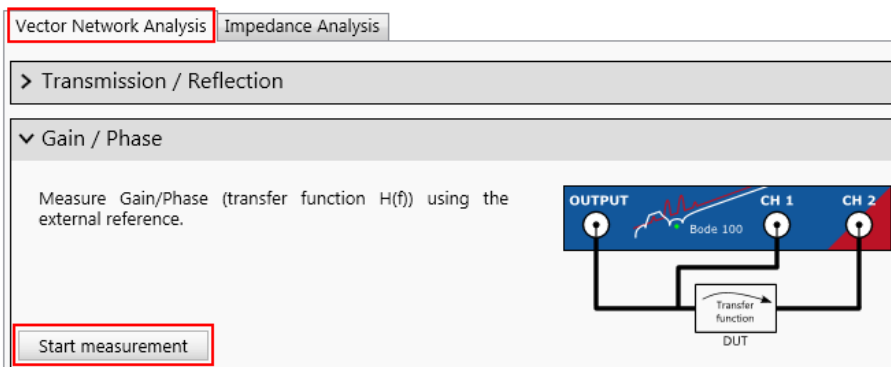 Vector Network Analysis
Impedance Analysis
Transmission / Reflection
Gain / Phase
Measure Gain/Phase (transfer function H(f)) using the
external reference.
OUTPUT
CH 1
CH 2
Bode 100
Transfer
function
DUT
Start measurement